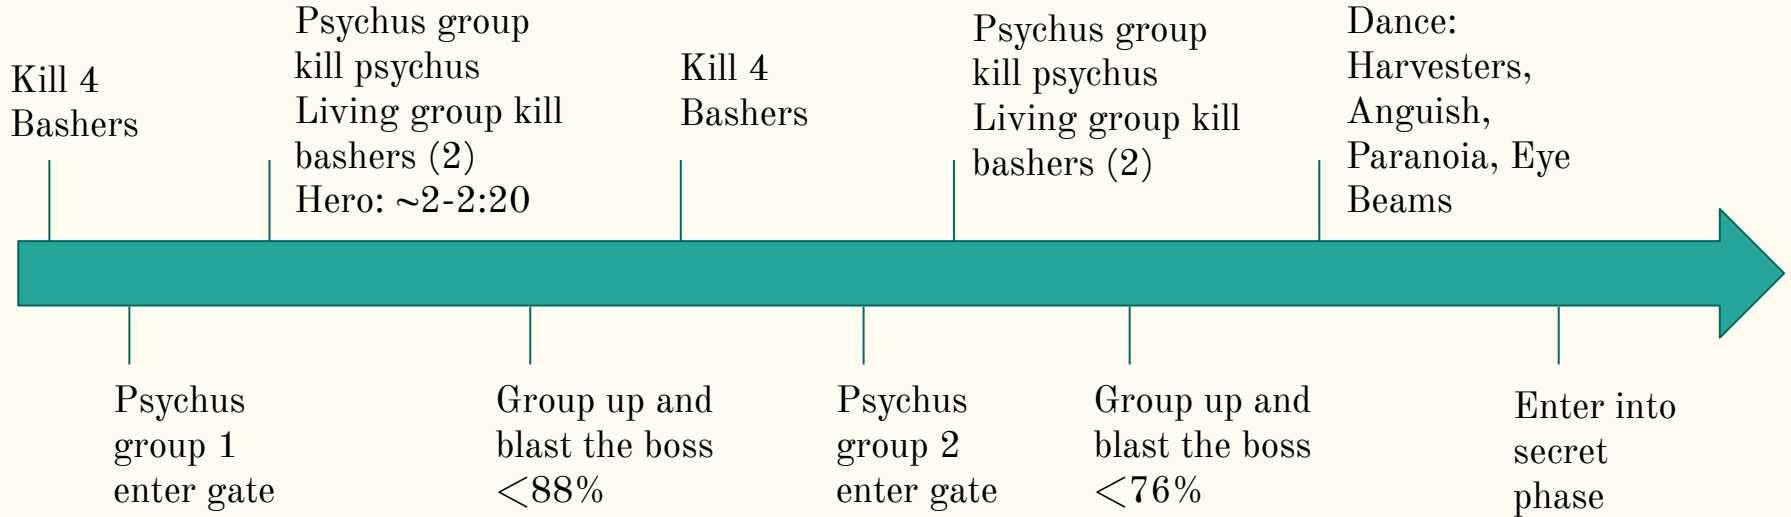 Kill 4
Bashers
Psychus group
kill psychus
Living group kill
bashers (2)
Hero: ~2-2:20
Kill 4
Bashers
Psychus group
kill psychus
Living group kill
bashers (2)
Dance:
Harvesters,
Anguish,
Paranoia, Eye
Beams
Psychus
group 1
enter gate
Group up and
blast the boss
<88%
Psychus
group 2
enter gate
Group up and
blast the boss
<76%
Enter into
secret
phase